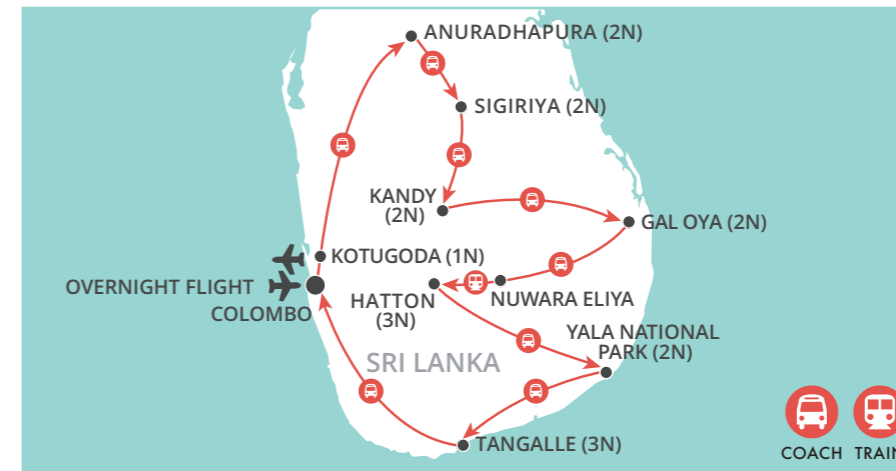 ANURADHAPURA (2N)
SIGIRIYA (2N)
KANDY
(2N)
GAL OYA (2N)
KOTUGODA (1N)
OVERNIGHT FLIGHT
COLOMBO
HATTON
(3N)
NUWARA ELIYA
YALA NATIONAL
PARK (2N)
SRI LANKA
TANGALLE (3N)
COACH